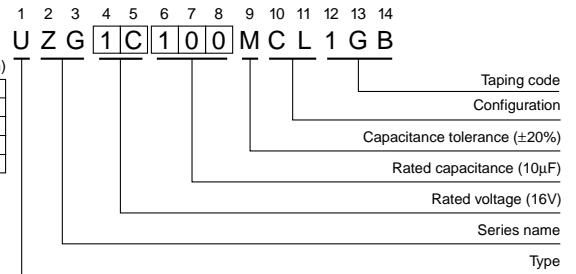 1 2 3 4 5 6 7 8 9 10 11 12 13 14
U Z G 1 C 1 0 0 M C L 1 G B
)
Taping code
Configuration
Capacitance tolerance (±20%)
Rated capacitance (10µF)
Rated voltage (16V)
Series name
Type